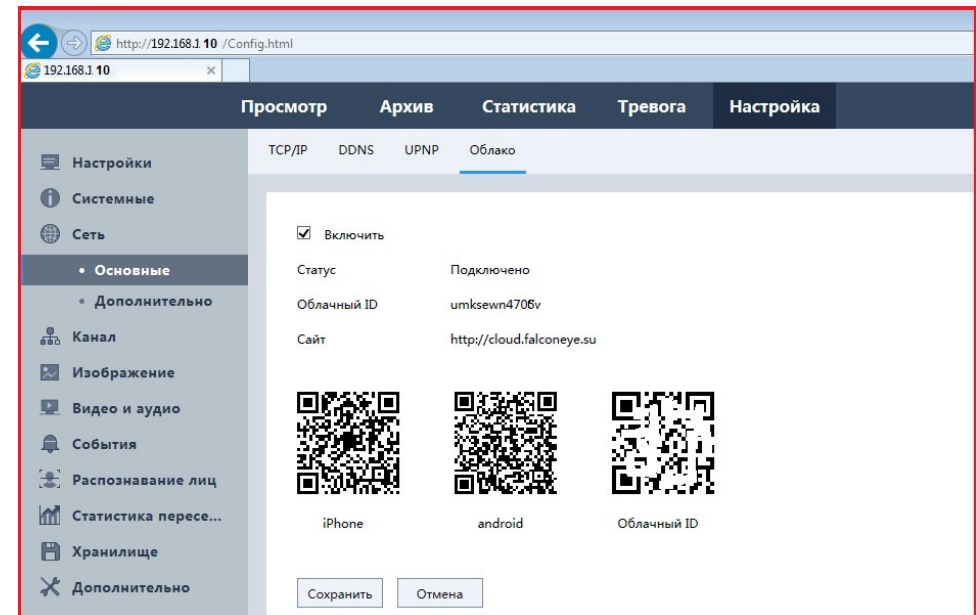 http://192.168.1.10 /Config.html
192.168.1.10
Просмотр Архив Статистика Тревога Настройка
TCP/IP DDNS UPNP Облако
Настройки
Системные
Сеть
Основные
Дополнительно
Канал
Изображение
Видео и аудио
События
Распознавание лиц
Статистика пересе...
Хранилище
Дополнительно
Включить
Статус Подключено
Облачный ID umksewn4706v
Сайт http://cloud.falconeye.su
iPhone android Облачный ID
Сохранить Отмена